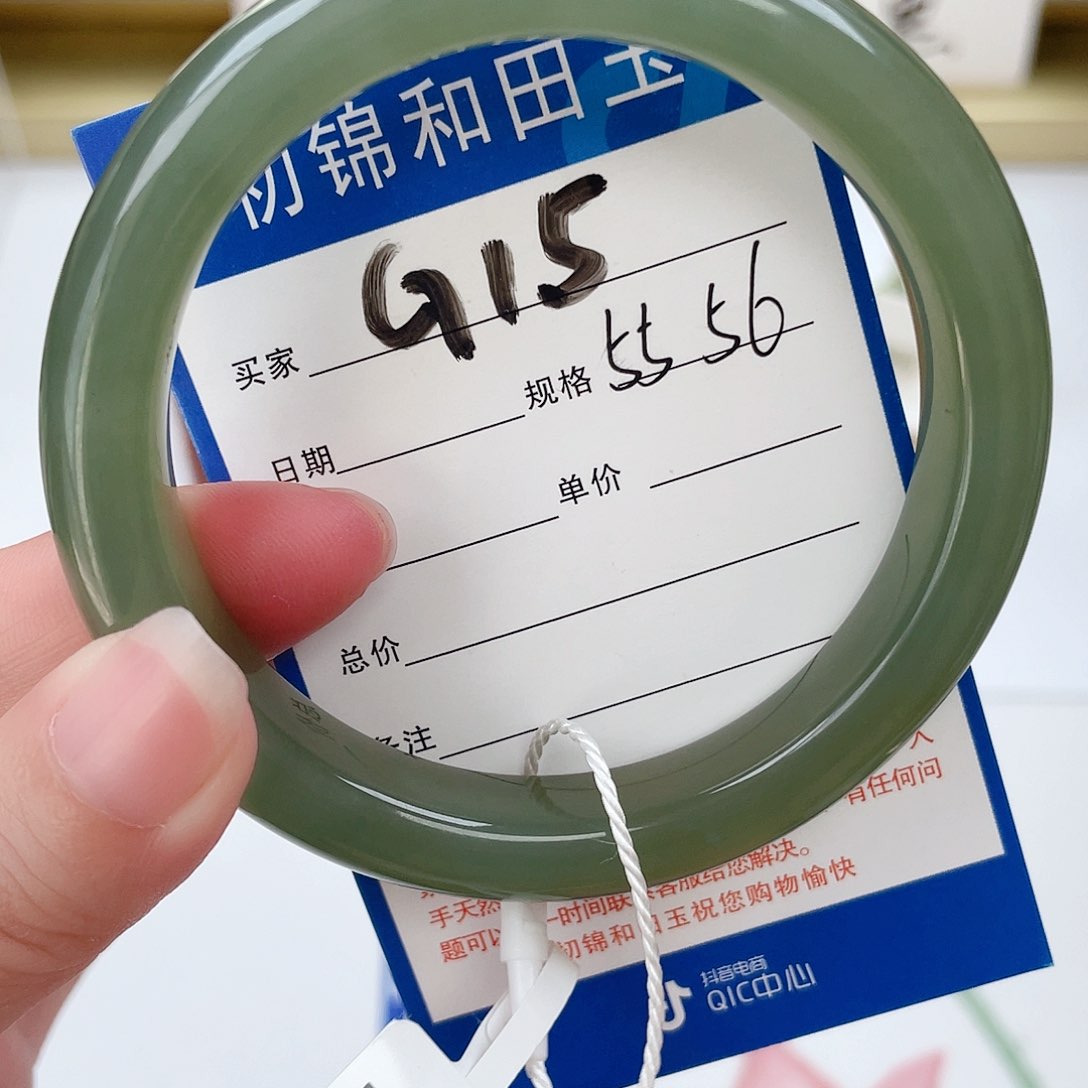 初锦和田玉
买家 G15
规格 55 56
日期
单价
总价
备注
有任何问
客服给您解决。
手天然 一时间联
题可以 初锦和田玉祝您购物愉快
抖音电商
QIC中心